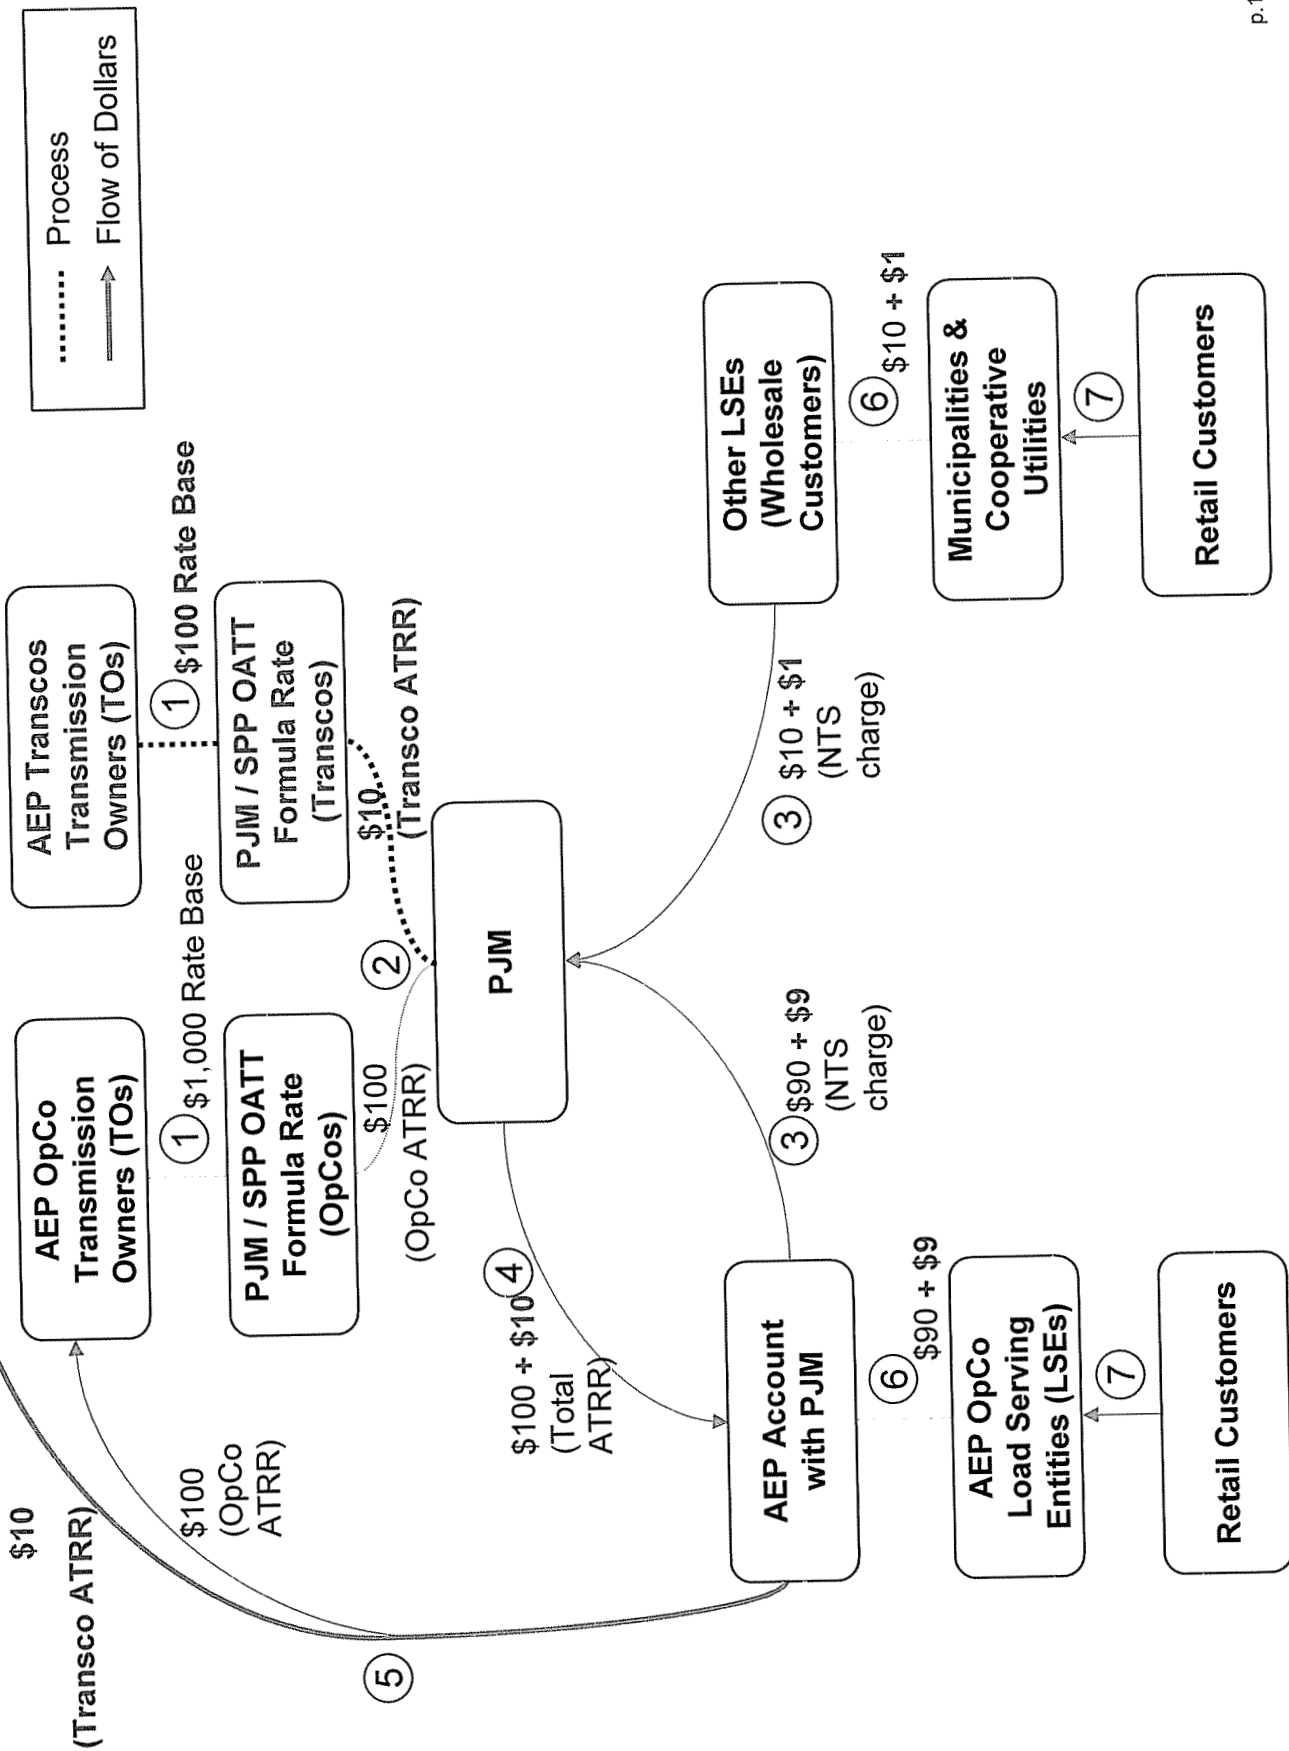 Process
Flow of Dollars
AEP Transcos
Transmission
Owners (TOs)
1
$100 Rate Base
PJM / SPP OATT
Formula Rate
(Transcos)
$10
(Transco ATRR)
AEP OpCo
Transmission
Owners (TOs)
1
$1,000 Rate Base
PJM / SPP OATT
Formula Rate
(OpCos)
$100
(OpCo ATRR)
2
PJM
$10
(Transco ATRR)
$100
(OpCo
ATRR)
5
4
$100 + $10
(Total
ATRR)
3
$90 + $9
(NTS
charge)
3
$10 + $1
(NTS
charge)
AEP Account
with PJM
6
$90 + $9
AEP OpCo
Load Serving
Entities (LSEs)
7
Retail Customers
Other LSEs
(Wholesale
Customers)
6
$10 + $1
Municipalities &
Cooperative
Utilities
7
Retail Customers
p.1